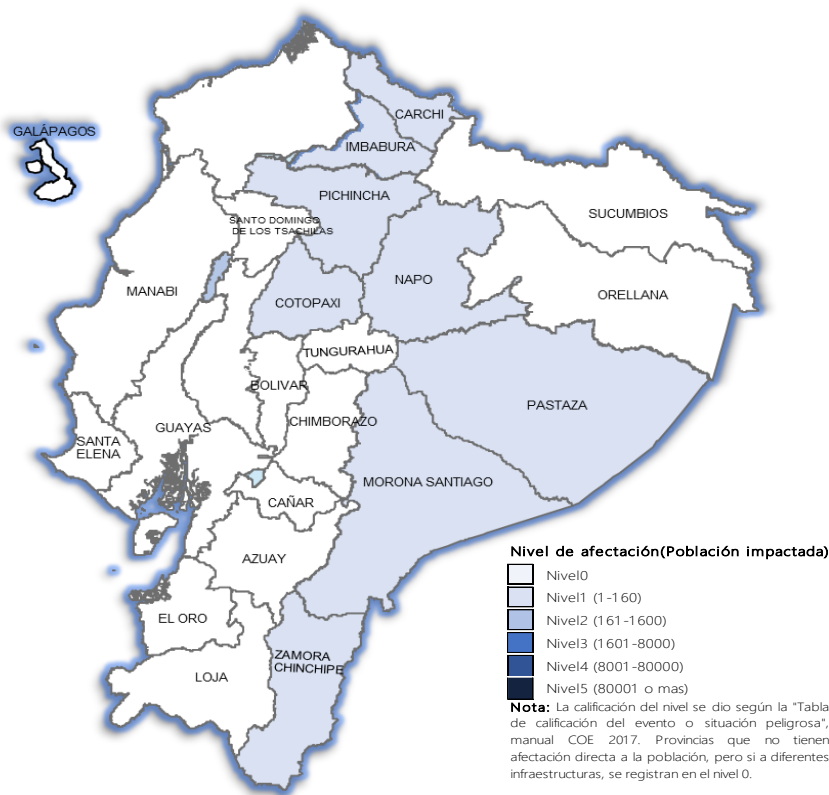 CARCHI
GALÁPAGOS
IMBABURA
PICHINCHA
SUCUMBIOS
SANTO DOMINGO
DE LOS TSACHILAS
NAPO
MANABI
ORELLANA
COTOPAXI
TUNGURAHUA
BOLIVAR
PASTAZA
CHIMBORAZO
GUAYAS
SANTA
ELENA
MORONA SANTIAGO
CAÑAR
AZUAY
EL ORO
ZAMORA
CHINCHIPE
LOJA
Nivel de afectación(Población impactada)
Nivel0
Nivel1 (1-160)
Nivel2 (161-1600)
Nivel3 (1601-8000)
Nivel4 (8001-80000)
Nivel5 (80001 o mas)
Nota: La calificación del nivel se dio según la "Tabla
de calificación del evento o situación peligrosa",
manual COE 2017. Provincias que no tienen
afectación directa a la población, pero si a diferentes
infraestructuras, se registran en el nivel 0.